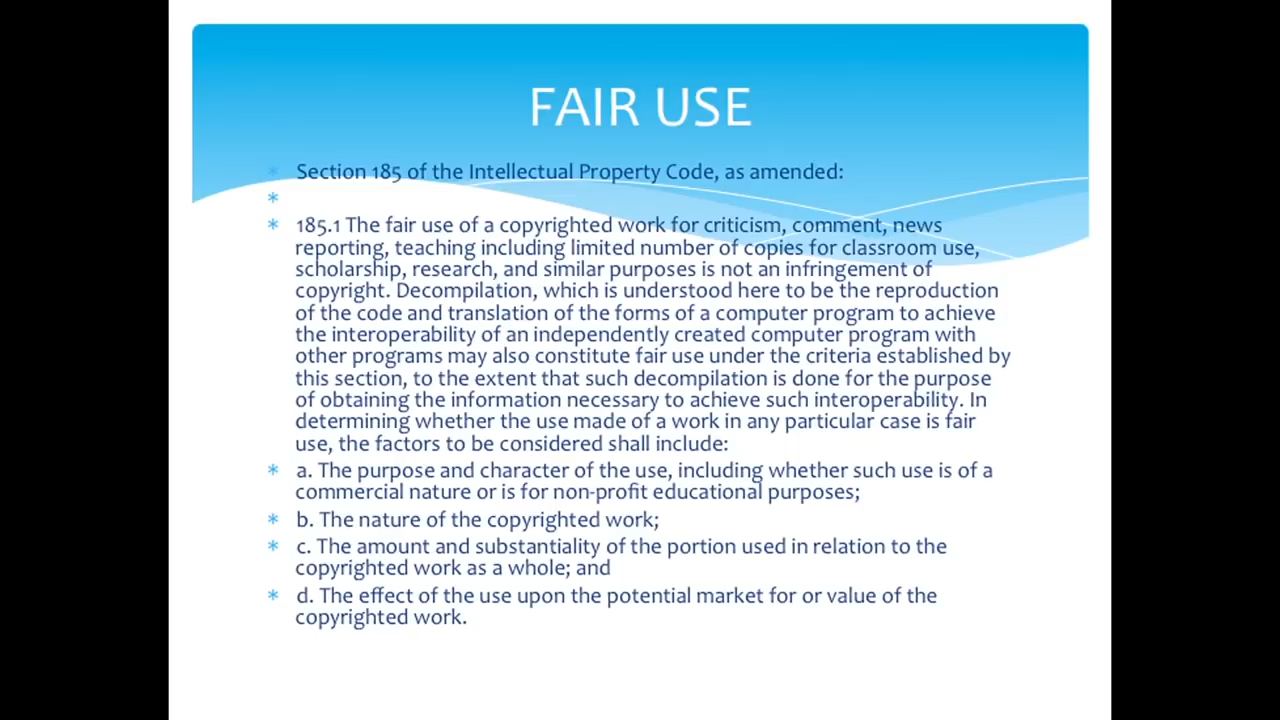 FAIR USE
Section 185 of the Intellectual Property Code, as amended:
185.1 The fair use of a copyrighted work for criticism, comment, news
reporting, teaching including limited number of copies for classroom use,
scholarship, research, and similar purposes is not an infringement of
copyright. Decompilation, which is understood here to be the reproduction
of the code and translation of the forms of a computer program to achieve
the interoperability of an independently created computer program with
other programs may also constitute fair use under the criteria established by
this section, to the extent that such decompilation is done for the purpose
of obtaining the information necessary to achieve such interoperability. In
determining whether the use made of a work in any particular case is fair
use, the factors to be considered shall include:
a. The purpose and character of the use, including whether such use is of a
commercial nature or is for non-profit educational purposes;
b. The nature of the copyrighted work;
c. The amount and substantiality of the portion used in relation to the
copyrighted work as a whole; and
d. The effect of the use upon the potential market for or value of the
copyrighted work.